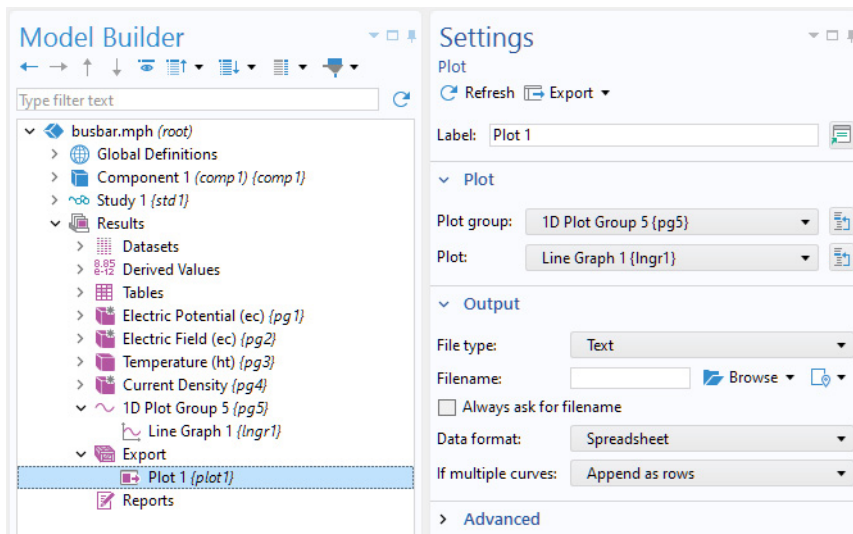 Model Builder
Type filter text
busbar.mph (root)
Global Definitions
Component 1 (comp1) {comp1}
Study 1 {std1}
Results
Datasets
8.85
e-12 Derived Values
Tables
Electric Potential (ec) {pg1}
Electric Field (ec) {pg2}
Temperature (ht) {pg3}
Current Density {pg4}
1D Plot Group 5 {pg5}
Line Graph 1 {lngr1}
Export
Plot 1 {plot1}
Reports
Settings
Plot
Refresh Export
Label: Plot 1
Plot
Plot group: 1D Plot Group 5 {pg5}
Plot: Line Graph 1 {lngr1}
Output
File type: Text
Filename: Browse
Always ask for filename
Data format: Spreadsheet
If multiple curves: Append as rows
Advanced